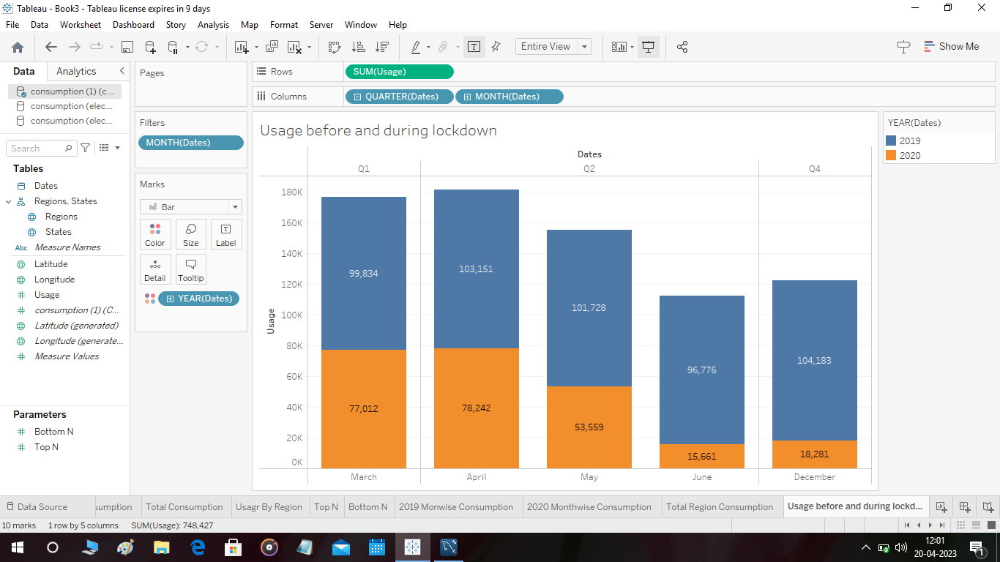 Tableau - Book3 - Tableau license expires in 9 days
File Data Worksheet Dashboard Story Analysis Map Format Server Window Help
Entire View
Show Me
Data Analytics
consumption (1) (c...
consumption (elec...
consumption (elec...
Search
Tables
Dates
Regions, States
Regions
States
Abc Measure Names
Latitude
Longitude
Usage
consumption (1) (C...
Latitude (generated)
Longitude (generate...
Measure Values
Parameters
Bottom N
Top N
Pages
Filters
MONTH(Dates)
Marks
Bar
Color Size Label
Detail Tooltip
YEAR(Dates)
Rows SUM(Usage)
Columns QUARTER(Dates) MONTH(Dates)
Usage before and during lockdown
Dates
Q1 Q2 Q4
Usage
180K
160K
140K
120K
100K
80K
60K
40K
20K
0K
99,834 103,151 101,728 96,776 104,183
77,012 78,242 53,559 15,661 18,281
March April May June December
YEAR(Dates)
2019
2020
Data Source sumption Total Consumption Usagr By Region Top N Bottom N 2019 Monwise Consumption 2020 Monthwise Consumption Total Region Consumption Usage before and during lockd...
10 marks 1 row by 5 columns SUM(Usage): 748,427
12:01
20-04-2023
1